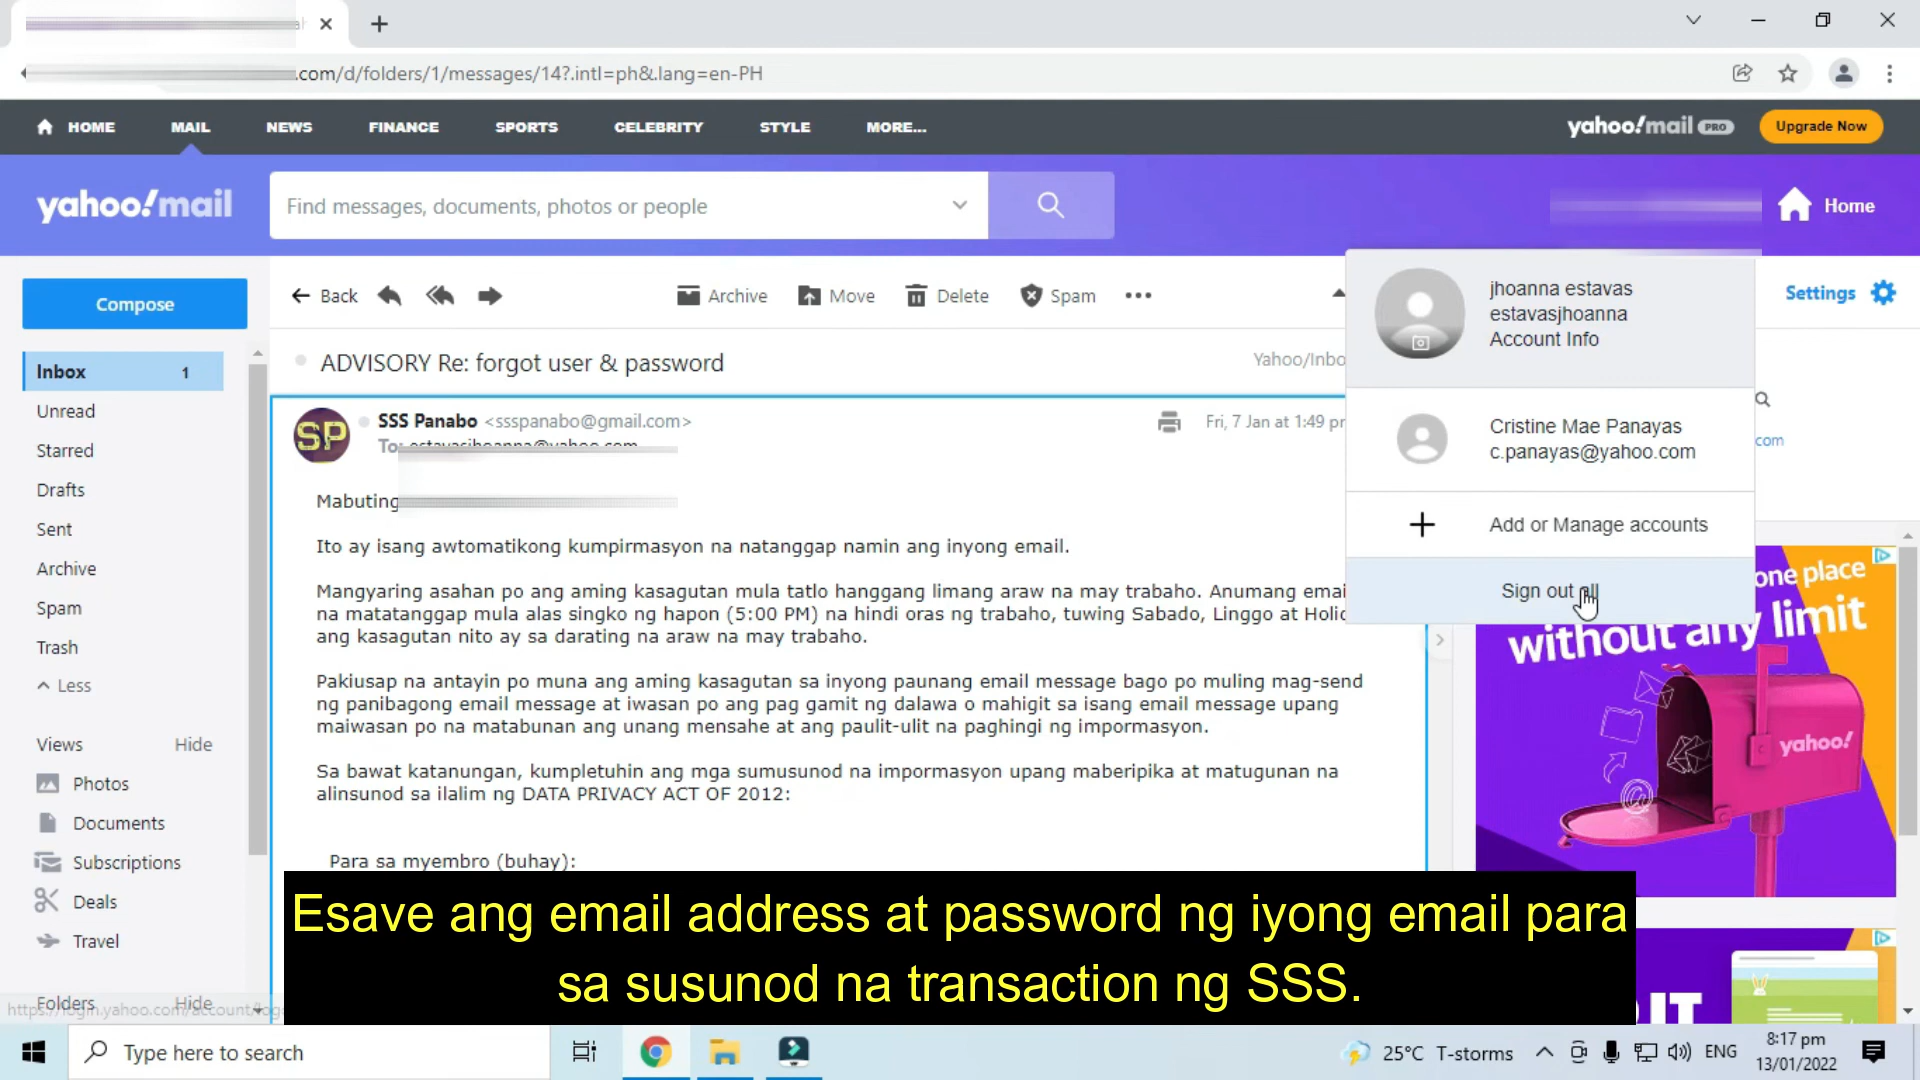 .com/d/folders/1/messages/14?.intl=ph&.lang=en-PH
HOME MAIL NEWS FINANCE SPORTS CELEBRITY STYLE MORE... yahoo!mail PRO Upgrade Now
yahoo!mail Find messages, documents, photos or people Home
Compose
Back Archive Move Delete Spam Settings
jhoanna estavas
estavasjhoanna
Account Info
Cristine Mae Panayas
c.panayas@yahoo.com
Add or Manage accounts
Sign out all
Inbox 1
Unread
Starred
Drafts
Sent
Archive
Spam
Trash
Less
Views Hide
Photos
Documents
Subscriptions
Deals
Travel
Folders Hide
ADVISORY Re: forgot user & password Yahoo/Inbo
SP
SSS Panabo <ssspanabo@gmail.com> Fri, 7 Jan at 1:49 pr
To: estavasjhoanna@yahoo.com
com
Mabuting
Ito ay isang awtomatikong kumpirmasyon na natanggap namin ang inyong email.
Mangyaring asahan po ang aming kasagutan mula tatlo hanggang limang araw na may trabaho. Anumang emai
na matatanggap mula alas singko ng hapon (5:00 PM) na hindi oras ng trabaho, tuwing Sabado, Linggo at Holid
ang kasagutan nito ay sa darating na araw na may trabaho.
Pakiusap na antayin po muna ang aming kasagutan sa inyong paunang email message bago po muling mag-send
ng panibagong email message at iwasan po ang pag gamit ng dalawa o mahigit sa isang email message upang
maiwasan po na matabunan ang unang mensahe at ang paulit-ulit na paghingi ng impormasyon.
Sa bawat katanungan, kumpletuhin ang mga sumusunod na impormasyon upang maberipika at matugunan na
alinsunod sa ilalim ng DATA PRIVACY ACT OF 2012:
Para sa myembro (buhay):
one place
without any limit
yahoo!
Esave ang email address at password ng iyong email para
sa susunod na transaction ng SSS.
Type here to search
25°C T-storms ENG 8:17 pm
13/01/2022